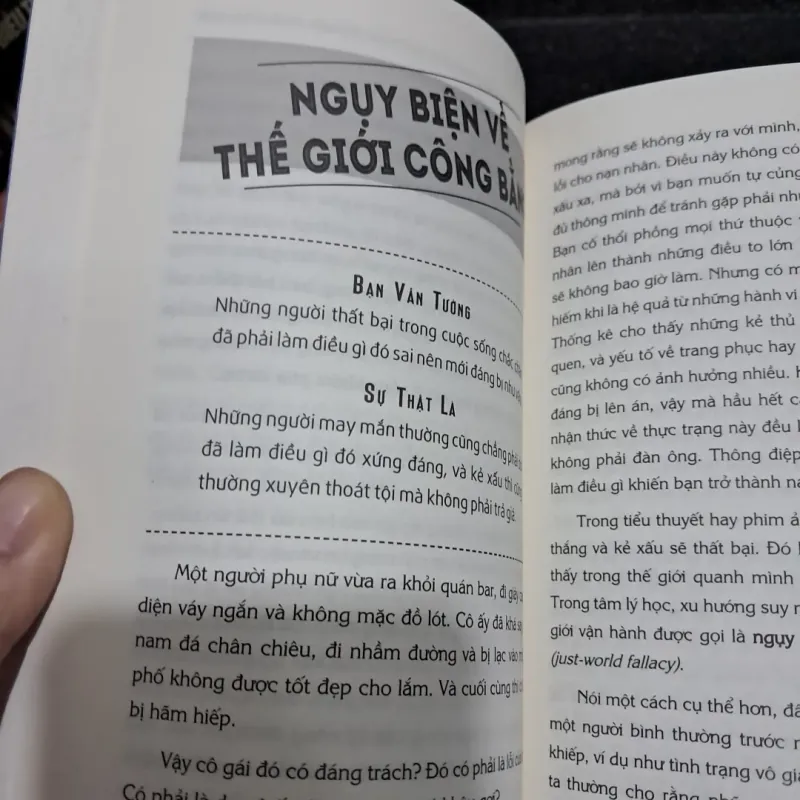 NGỤY BIỆN VỀ
THẾ GIỚI CÔNG BẰN
BẠN VẪN TƯỞNG
Những người thất bại trong cuộc sống chắc
đã phải làm điều gì đó sai nên mới đáng bị như
SỰ THẬT LÀ
Những người may mắn thường cũng chẳng phải
đã làm điều gì đó xứng đáng, và kẻ xấu thì cũng
thường xuyên thoát tội mà không phải trả giá.
Một người phụ nữ vừa ra khỏi quán bar, đi giày
diện váy ngắn và không mặc đồ lót. Cô ấy đã khá say
nam đá chân chiêu, đi nhầm đường và bị lạc vào
phố không được tốt đẹp cho lắm. Và cuối cùng thì
bị hãm hiếp.
Vậy cô gái đó có đáng trách? Đó có phải là lỗi của
Có phải là
mong rằng sẽ không xảy ra với mình,
lỗi cho nạn nhân. Điều này không có
xấu xa, mà bởi vì bạn muốn tự củng
đủ thông minh để tránh gặp phải
Bạn cố thổi phồng mọi thứ thuộc
nhân lên thành những điều to lớn
sẽ không bao giờ làm. Nhưng có
hiếm khi là hệ quả từ những hành vi
Thống kê cho thấy những kẻ thủ
quen, và yếu tố về trang phục hay
cũng không có ảnh hưởng nhiều.
đáng bị lên án, vậy mà hầu hết
nhận thức về thực trạng này đều
không phải đàn ông. Thông điệp
làm điều gì khiến bạn trở thành
Trong tiểu thuyết hay phim
thắng và kẻ xấu sẽ thất bại. Đó
thấy trong thế giới quanh mình
Trong tâm lý học, xu hướng suy
giới vận hành được gọi là ngụy
(just-world fallacy).
Nói một cách cụ thể hơn,
một người bình thường trước
khiếp, ví dụ như tình trạng vô
ta thường cho rằng